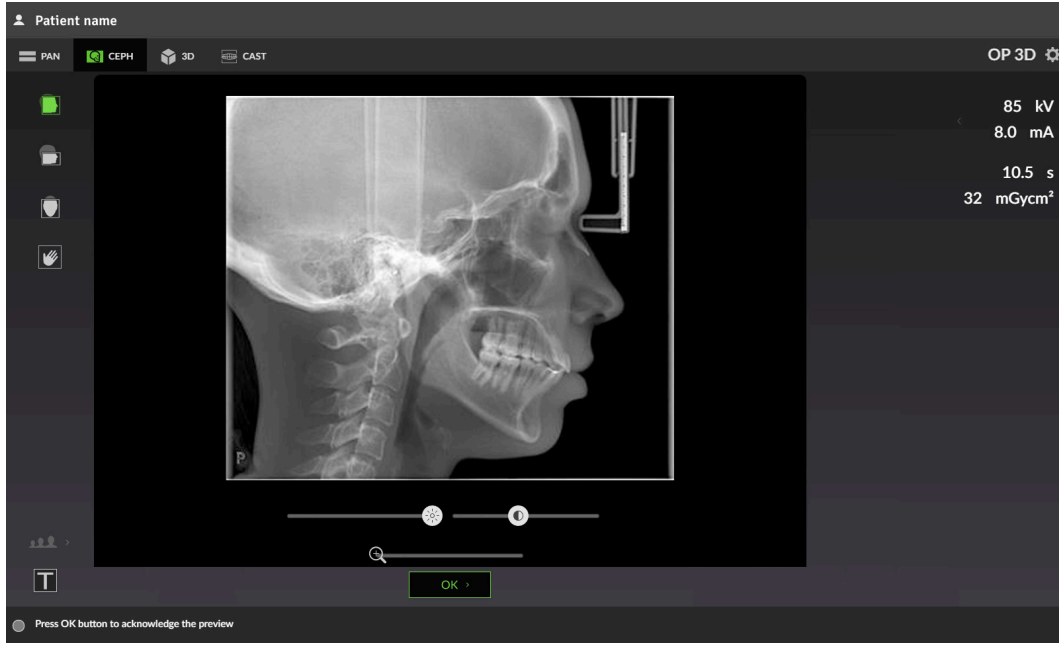 Patient name
PAN CEPH 3D CAST OP 3D
85 kV
8.0 mA
10.5 s
32 mGycm²
P
T
OK ›
Press OK button to acknowledge the preview